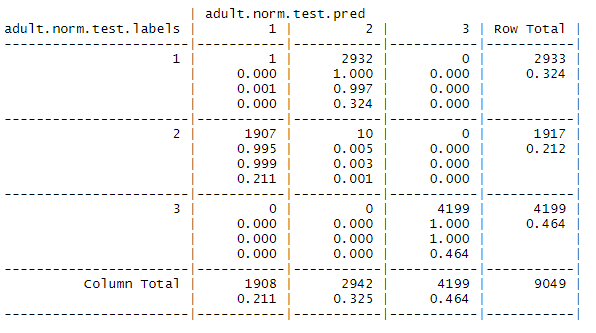 | adult.norm.test.pred
adult.norm.test.labels | 1 | 2 | 3 | Row Total |
-----------------------|-----------|-----------|-----------|-----------|
1 | 1 | 2932 | 0 | 2933 |
| 0.000 | 1.000 | 0.000 | 0.324 |
| 0.001 | 0.997 | 0.000 | |
| 0.000 | 0.324 | 0.000 | |
-----------------------|-----------|-----------|-----------|-----------|
2 | 1907 | 10 | 0 | 1917 |
| 0.995 | 0.005 | 0.000 | 0.212 |
| 0.999 | 0.003 | 0.000 | |
| 0.211 | 0.001 | 0.000 | |
-----------------------|-----------|-----------|-----------|-----------|
3 | 0 | 0 | 4199 | 4199 |
| 0.000 | 0.000 | 1.000 | 0.464 |
| 0.000 | 0.000 | 1.000 | |
| 0.000 | 0.000 | 0.464 | |
-----------------------|-----------|-----------|-----------|-----------|
Column Total | 1908 | 2942 | 4199 | 9049 |
| 0.211 | 0.325 | 0.464 | |
-----------------------|-----------|-----------|-----------|-----------|